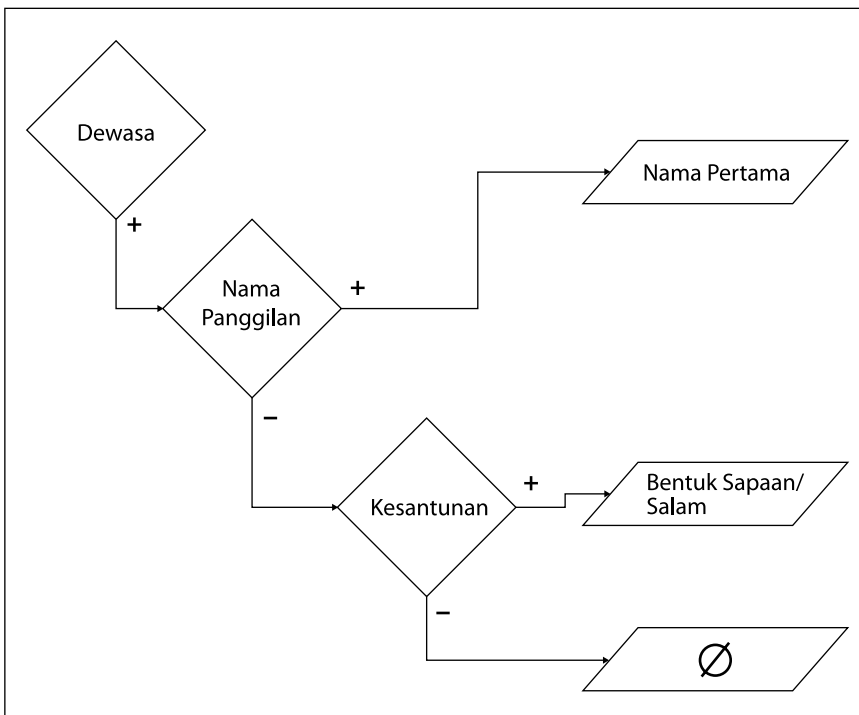 Dewasa
+
Nama
Panggilan
+
Nama Pertama
−
Kesantunan
+
Bentuk Sapaan/
Salam
−
∅